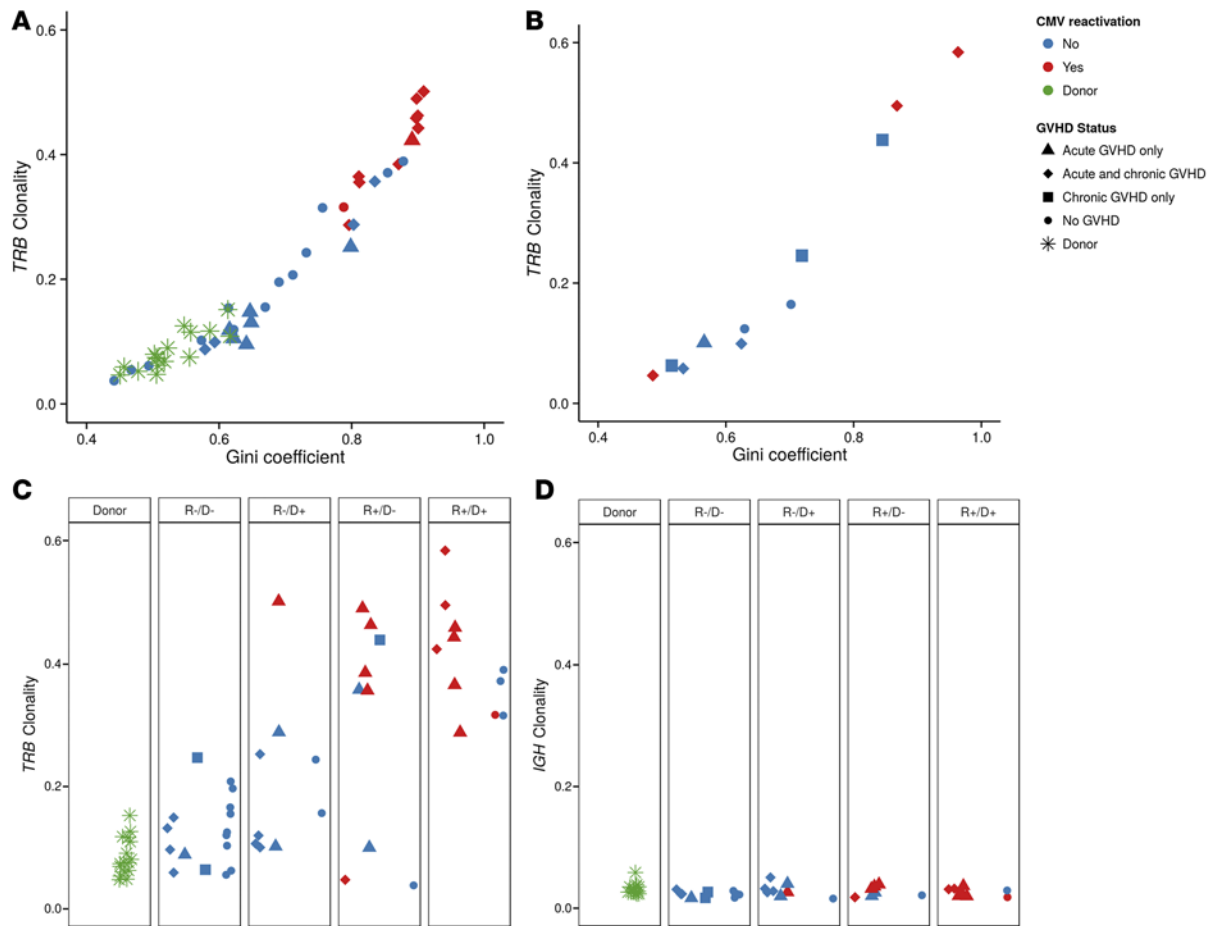 A
0.6
0.4
0.2
0.0
TRB Clonality
0.4 0.6 0.8 1.0
Gini coefficient
B
0.6
0.4
0.2
0.0
TRB Clonality
0.4 0.6 0.8 1.0
Gini coefficient
CMV reactivation
No
Yes
Donor
GVHD Status
Acute GVHD only
Acute and chronic GVHD
Chronic GVHD only
No GVHD
Donor
C
Donor R-/D- R-/D+ R+/D- R+/D+
0.6
0.4
0.2
0.0
TRB Clonality
D
Donor R-/D- R-/D+ R+/D- R+/D+
0.6
0.4
0.2
0.0
IGH Clonality